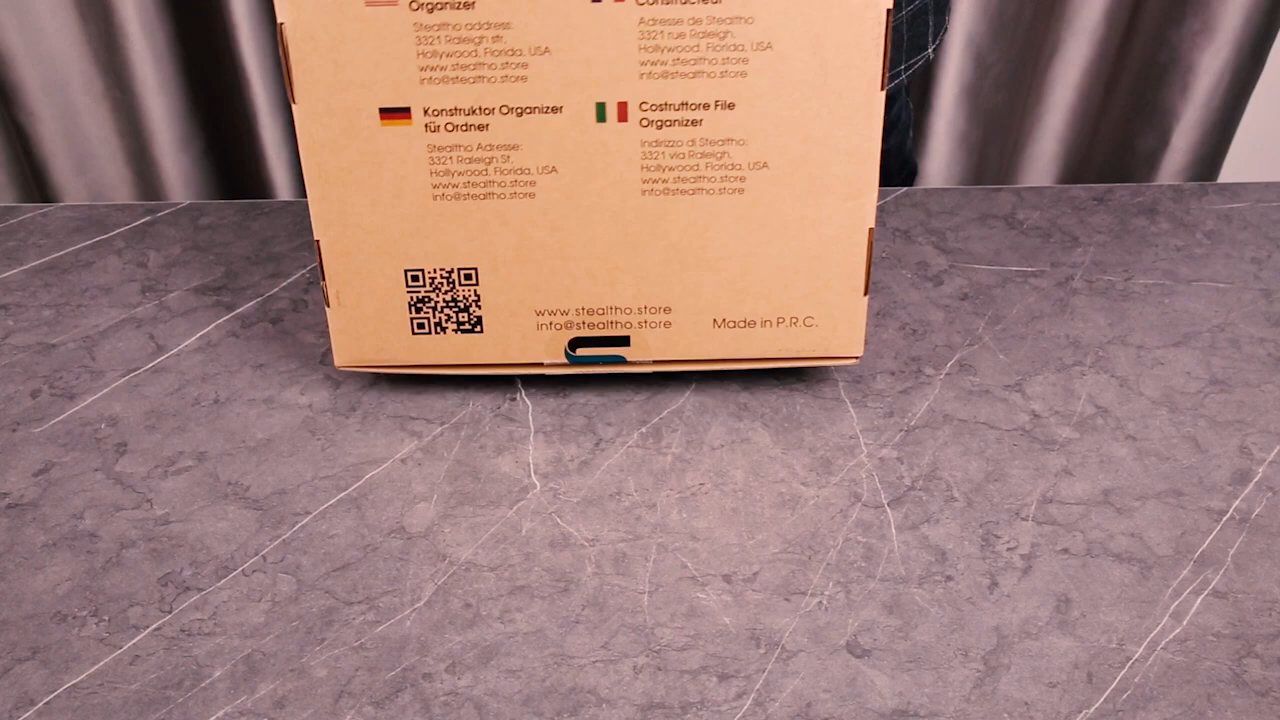 Organizer
Stealtho address:
3321 Raleigh str,
Hollywood, Florida, USA
www.stealtho.store
info@stealtho.store
Constructeur
Adresse de Stealtho
3321 rue Raleigh,
Hollywood, Florida, USA
www.stealtho.store
info@stealtho.store
Konstruktor Organizer
für Ordner
Stealtho Adresse:
3321 Raleigh St.
Hollywood, Florida, USA
www.stealtho.store
info@stealtho.store
Costruttore File
Organizer
Indirizzo di Stealtho:
3321 via Raleigh,
Hollywood, Florida, USA
www.stealtho.store
info@stealtho.store
www.stealtho.store
info@stealtho.store
Made in P.R.C.